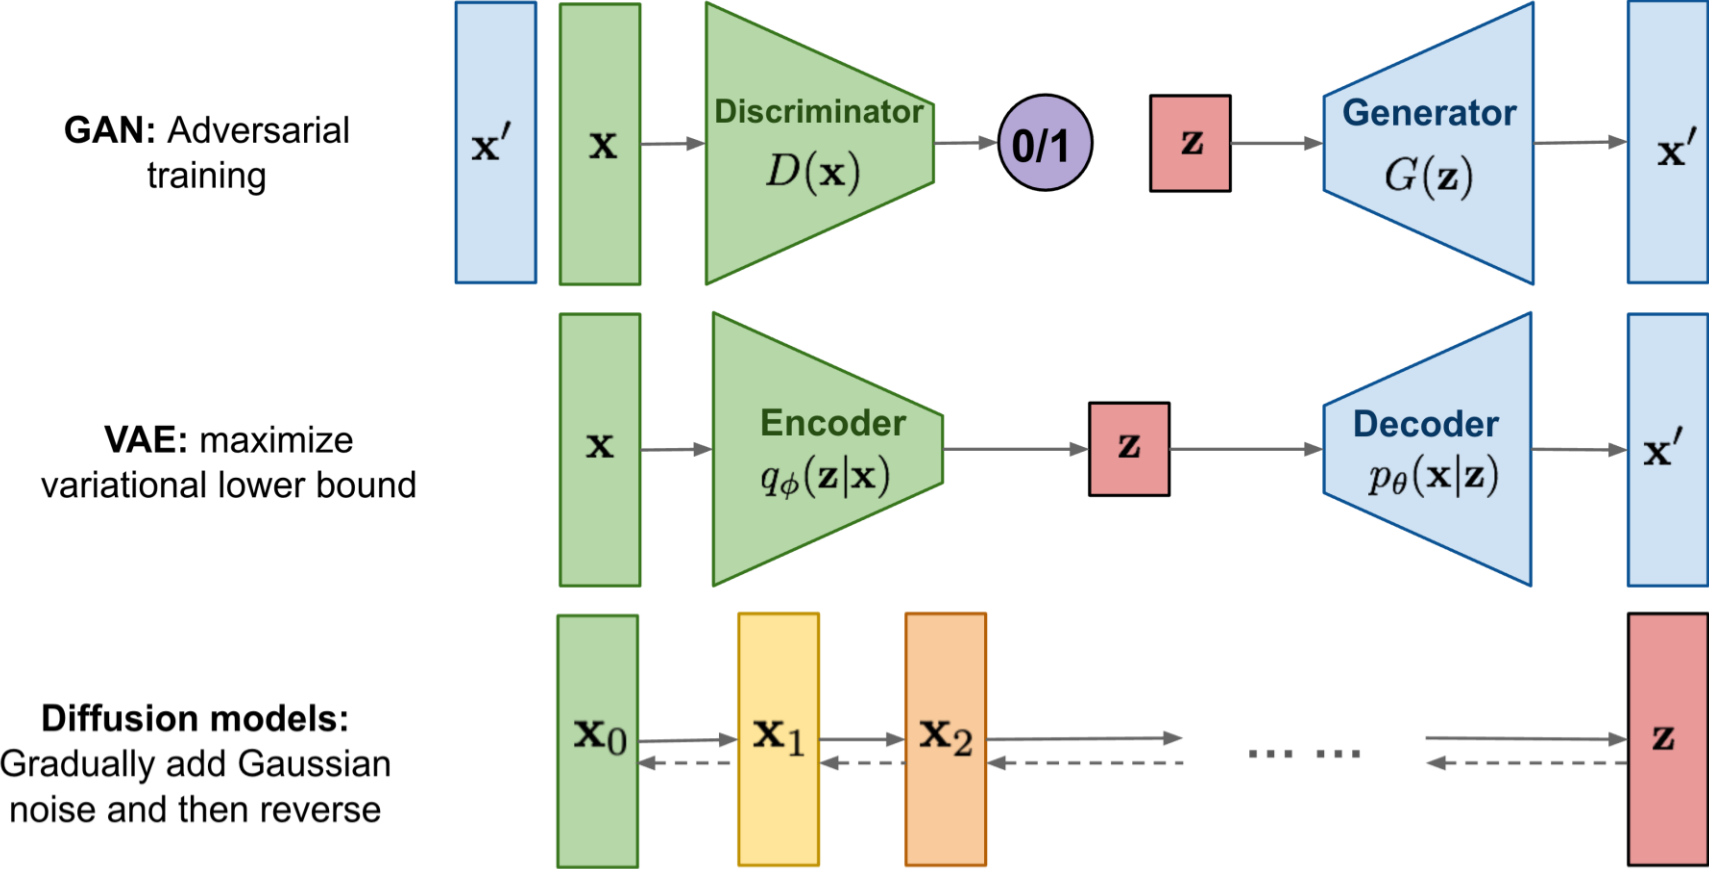 GAN: Adversarial
training
x′
x
Discriminator
D(x)
0/1
z
Generator
G(z)
x′
VAE: maximize
variational lower bound
x
Encoder
qϕ(z|x)
z
Decoder
pθ(x|z)
x′
Diffusion models:
Gradually add Gaussian
noise and then reverse
x₀
x₁
x₂
... ...
z